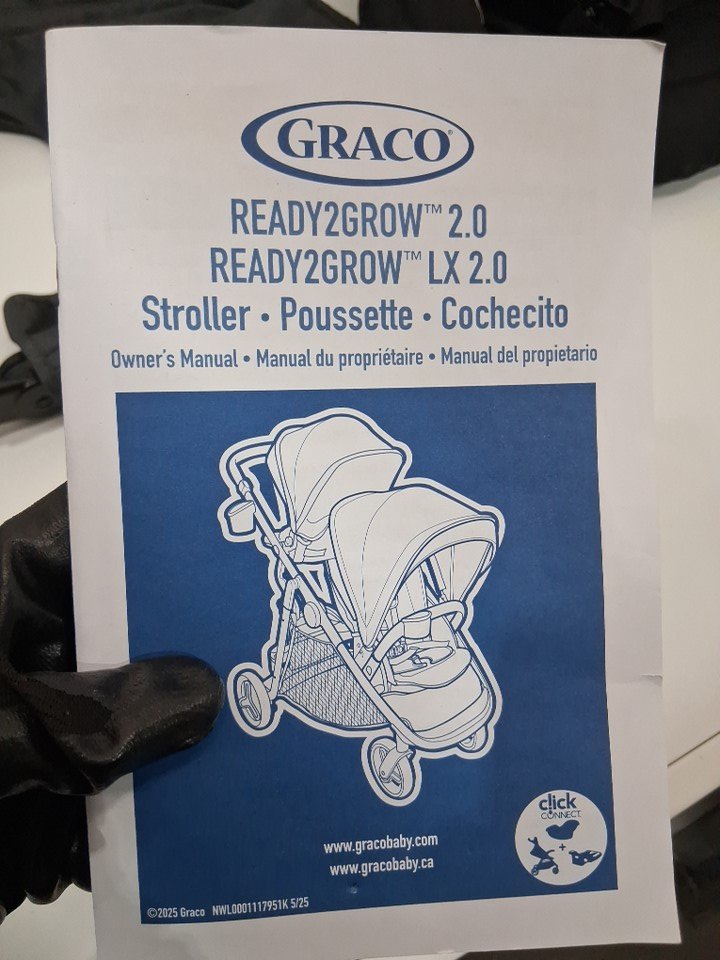 GRACO®
READY2GROW™ 2.0
READY2GROW™ LX 2.0
Stroller • Poussette • Cochecito
Owner's Manual • Manual du propriétaire • Manual del propietario
click
CONNECT
+
www.gracobaby.com
www.gracobaby.ca
©2025 Graco NWL0001117951K 5/25